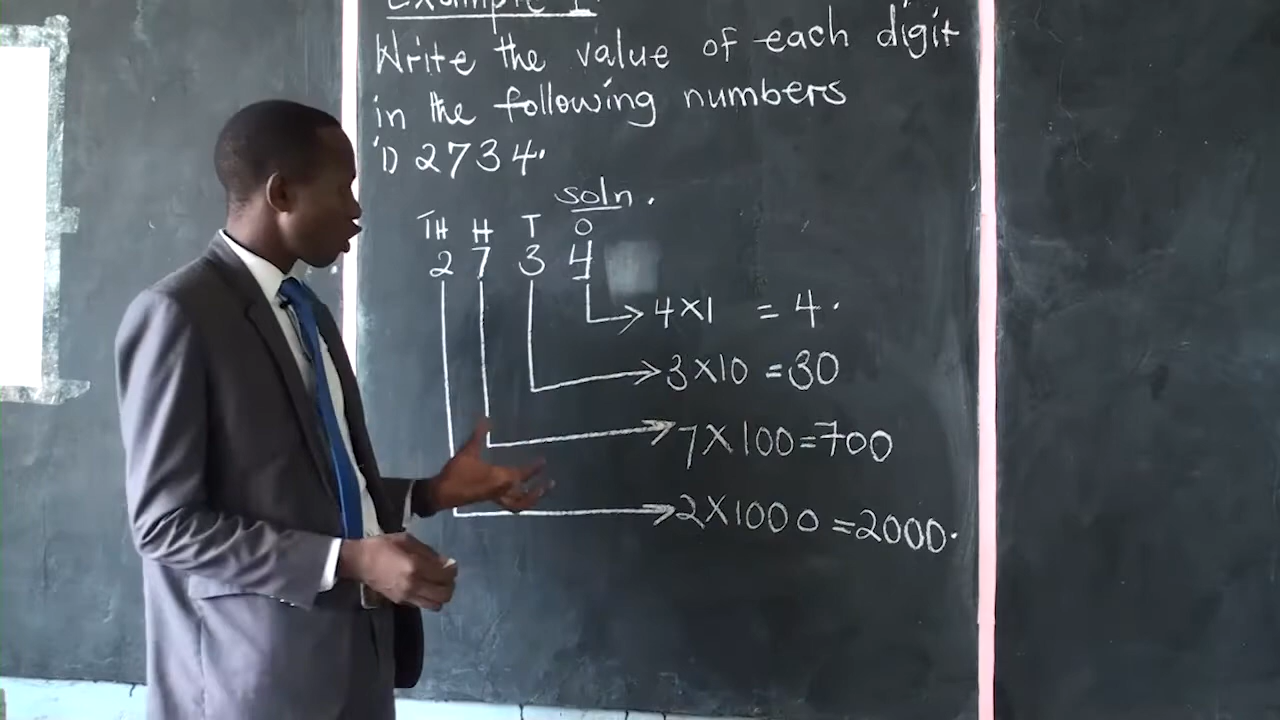 Example 1
Write the value of each digit
in the following numbers
i) 2734.
soln.
TH H T O
2 7 3 4
4×1 = 4.
3×10 = 30
7×100=700
2×1000=2000.